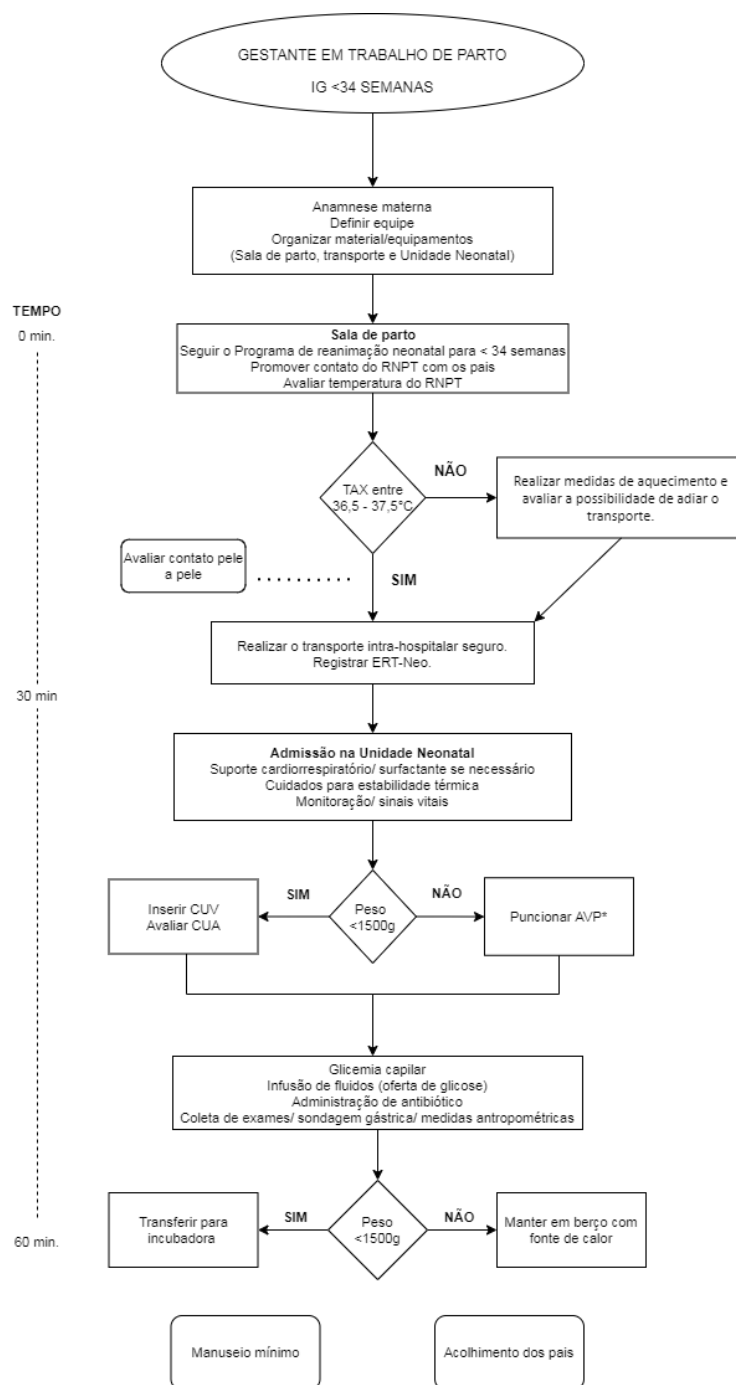 GESTANTE EM TRABALHO DE PARTO
IG <34 SEMANAS
Anamnese materna
Definir equipe
Organizar material/equipamentos
(Sala de parto, transporte e Unidade Neonatal)
TEMPO
0 min.
Sala de parto
Seguir o Programa de reanimação neonatal para < 34 semanas
Promover contato do RNPT com os pais
Avaliar temperatura do RNPT
TAX entre
36,5 - 37,5°C
NÃO
Realizar medidas de aquecimento e
avaliar a possibilidade de adiar o
transporte.
Avaliar contato pele
a pele
SIM
Realizar o transporte intra-hospitalar seguro.
Registrar ERT-Neo.
30 min
Admissão na Unidade Neonatal
Suporte cardiorrespiratório/ surfactante se necessário
Cuidados para estabilidade térmica
Monitoração/ sinais vitais
Inserir CUV
Avaliar CUA
SIM
Peso
<1500g
NÃO
Puncionar AVP*
Glicemia capilar
Infusão de fluidos (oferta de glicose)
Administração de antibiótico
Coleta de exames/ sondagem gástrica/ medidas antropométricas
60 min.
Transferir para
incubadora
SIM
Peso
<1500g
NÃO
Manter em berço com
fonte de calor
Manuseio mínimo
Acolhimento dos pais